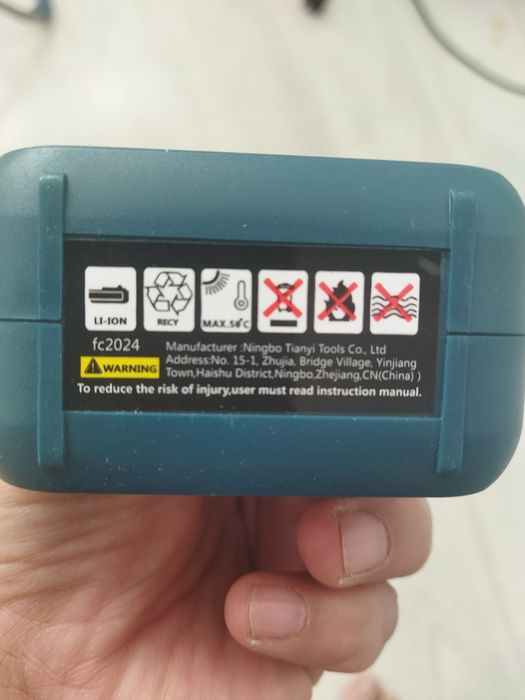 LI-ION
RECY
MAX.50°C
fc2024
WARNING
Manufacturer :Ningbo Tianyi Tools Co., Ltd
Address:No. 15-1, Zhujia, Bridge Village, Yinjiang
Town,Haishu District,Ningbo,Zhejiang,CN(China) )
To reduce the risk of injury,user must read instruction manual.